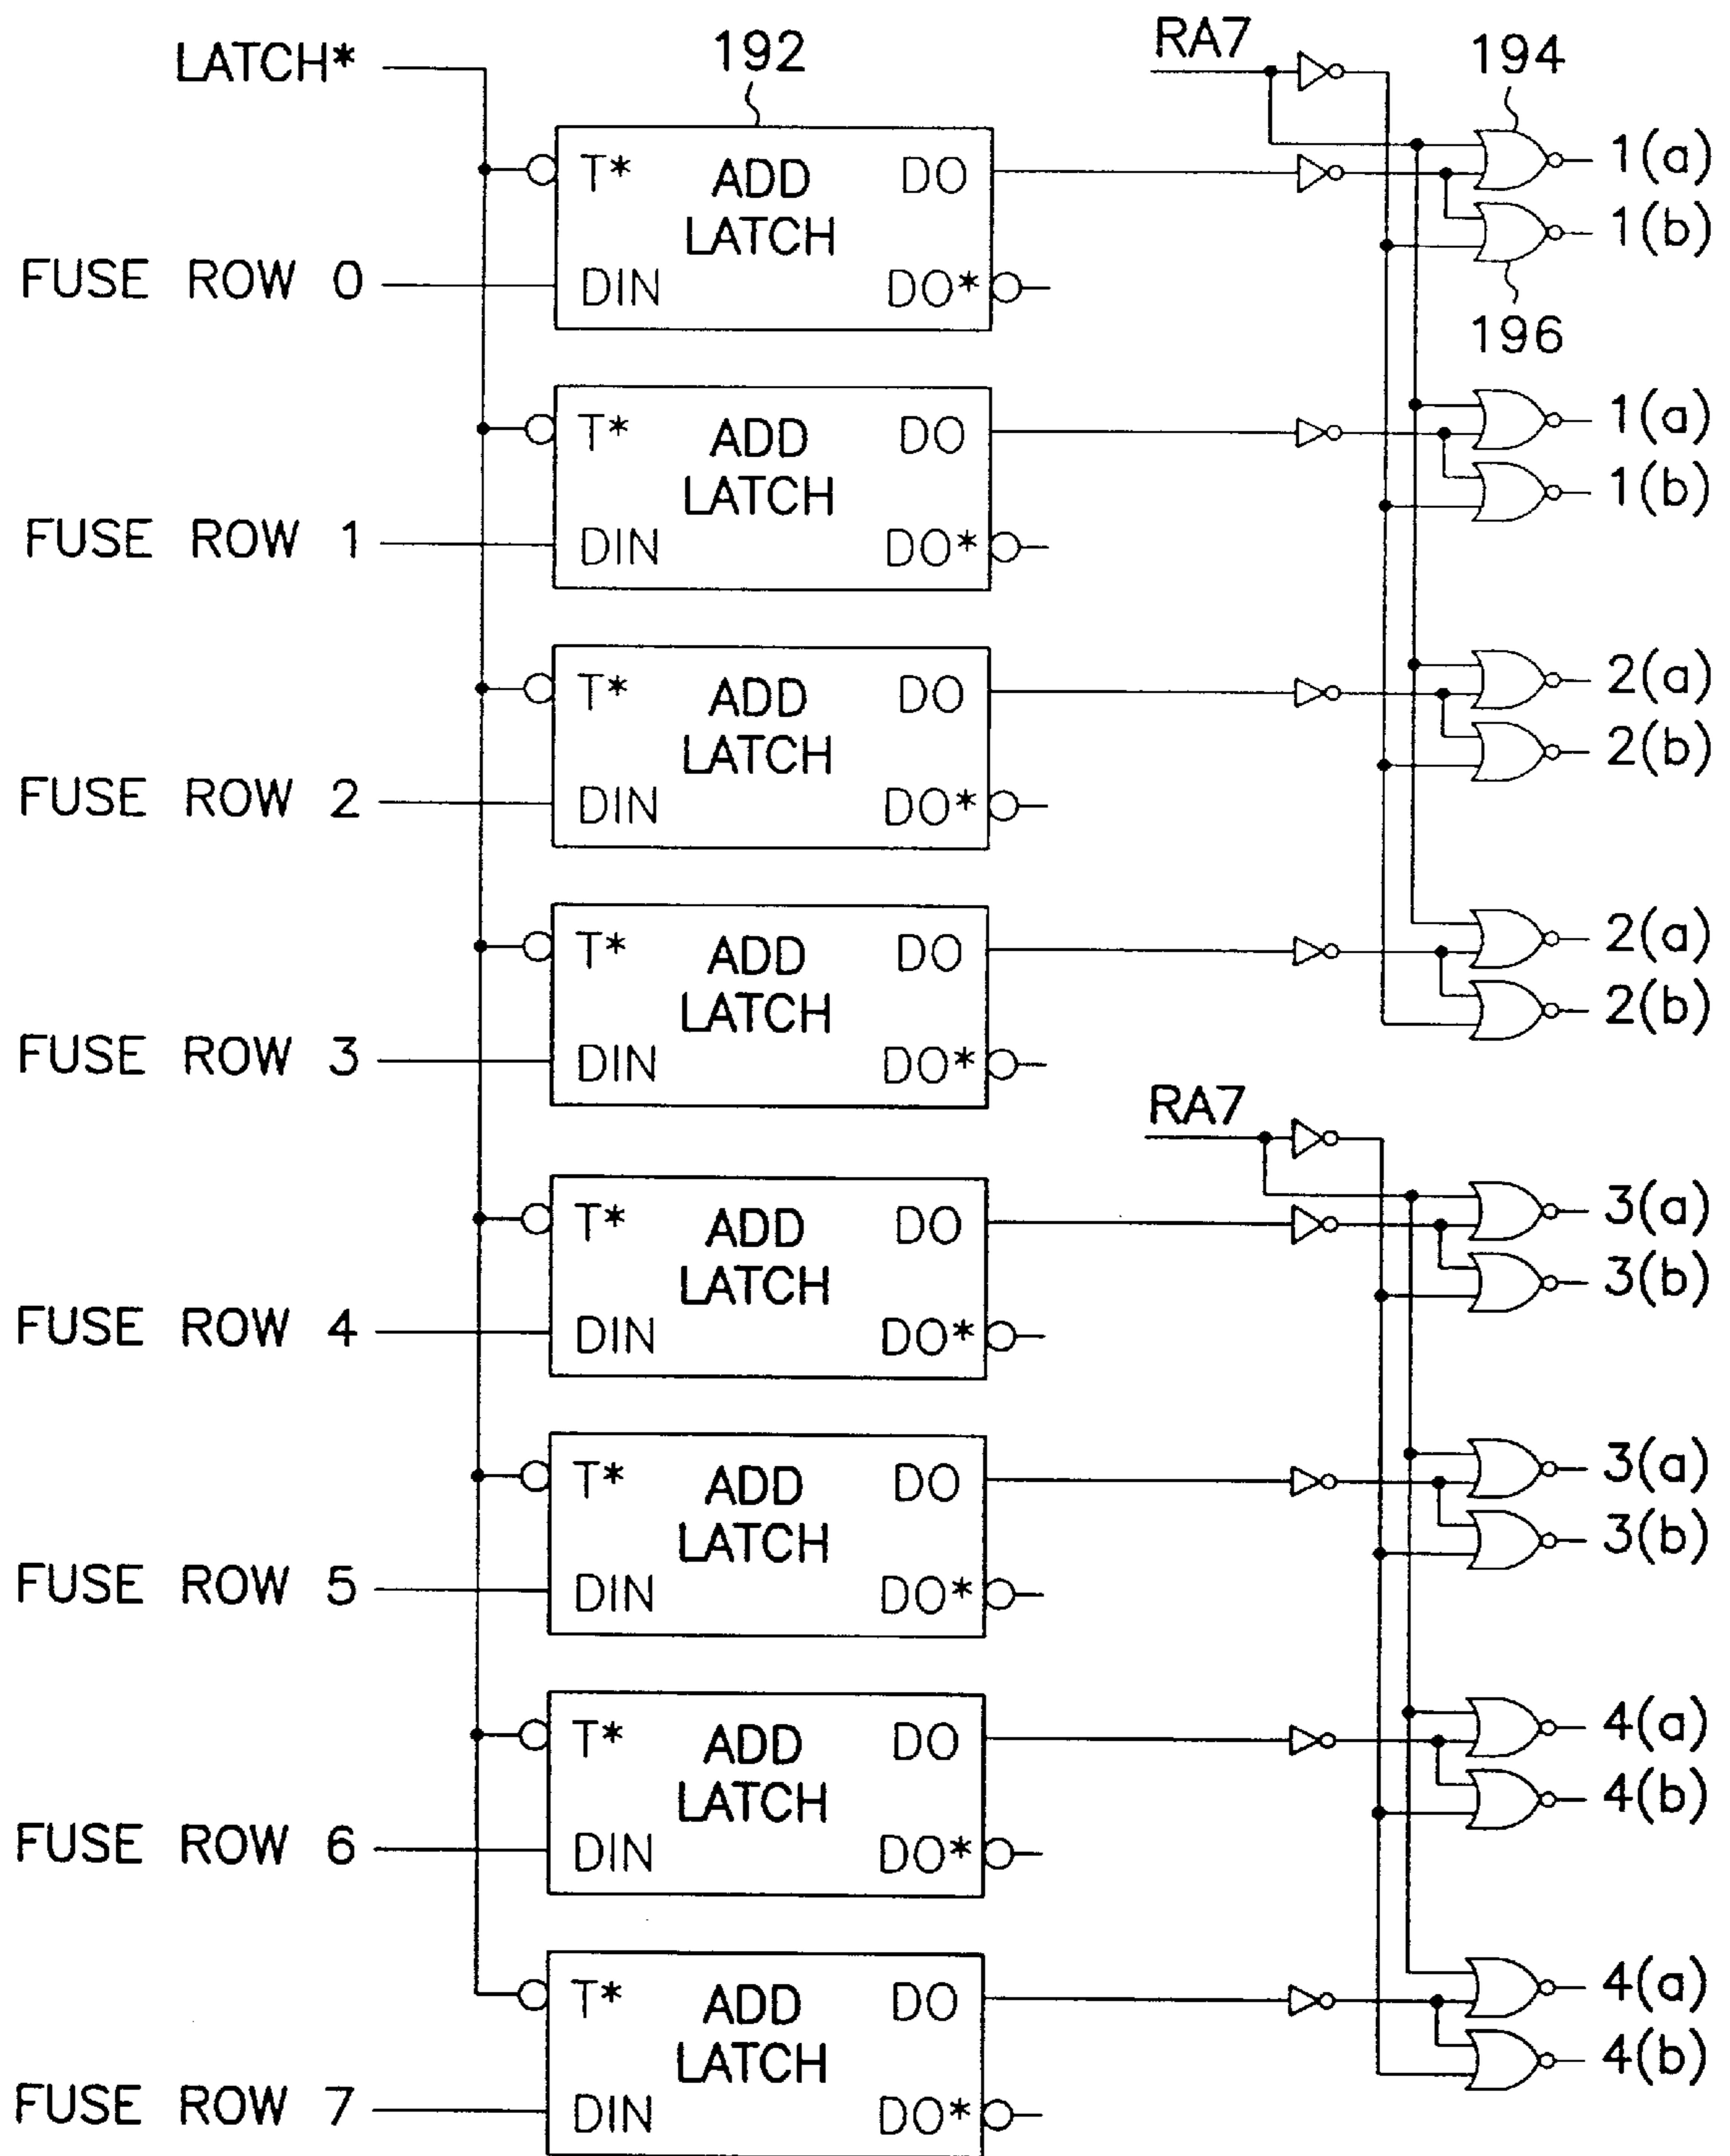 LATCH*
192
RA7
194
T* ADD LATCH DO
1(a)
1(b)
FUSE ROW 0
DIN
DO*
196
T* ADD LATCH DO
1(a)
1(b)
FUSE ROW 1
DIN
DO*
T* ADD LATCH DO
2(a)
2(b)
FUSE ROW 2
DIN
DO*
T* ADD LATCH DO
2(a)
2(b)
FUSE ROW 3
DIN
DO*
RA7
T* ADD LATCH DO
3(a)
3(b)
FUSE ROW 4
DIN
DO*
T* ADD LATCH DO
3(a)
3(b)
FUSE ROW 5
DIN
DO*
T* ADD LATCH DO
4(a)
4(b)
FUSE ROW 6
DIN
DO*
T* ADD LATCH DO
4(a)
4(b)
FUSE ROW 7
DIN
DO*